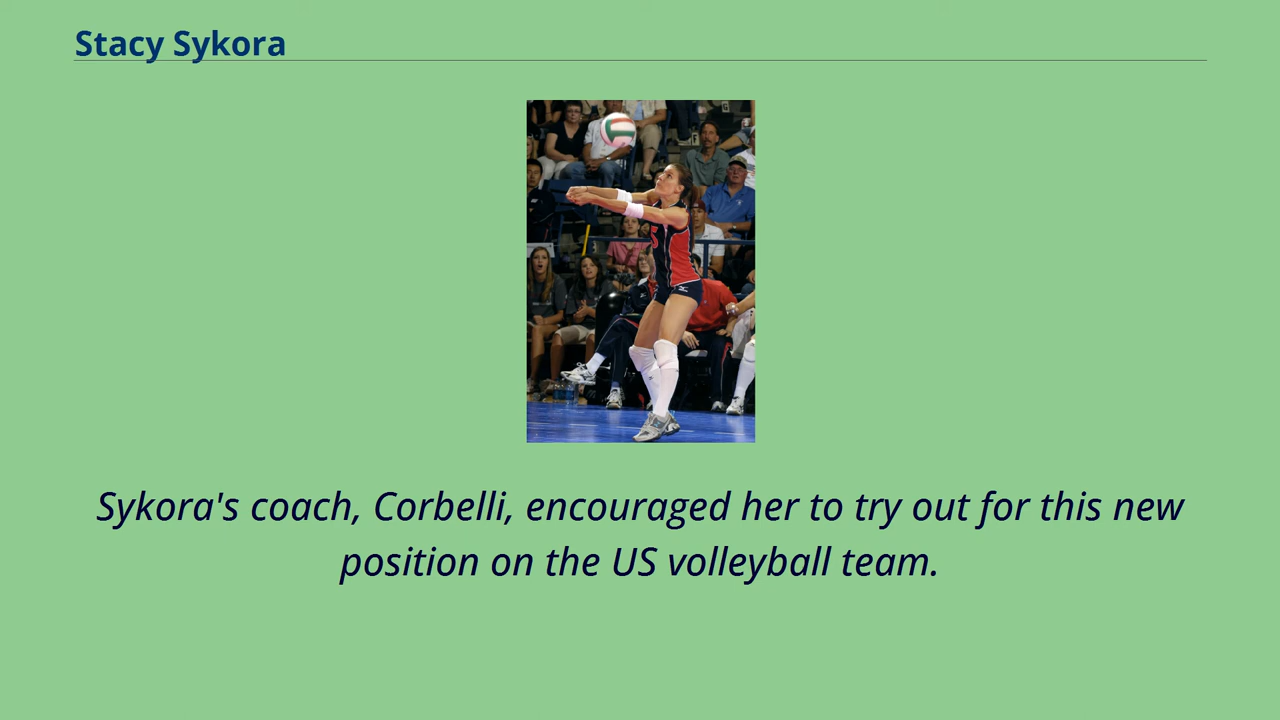 Stacy Sykora
Sykora's coach, Corbelli, encouraged her to try out for this new
position on the US volleyball team.